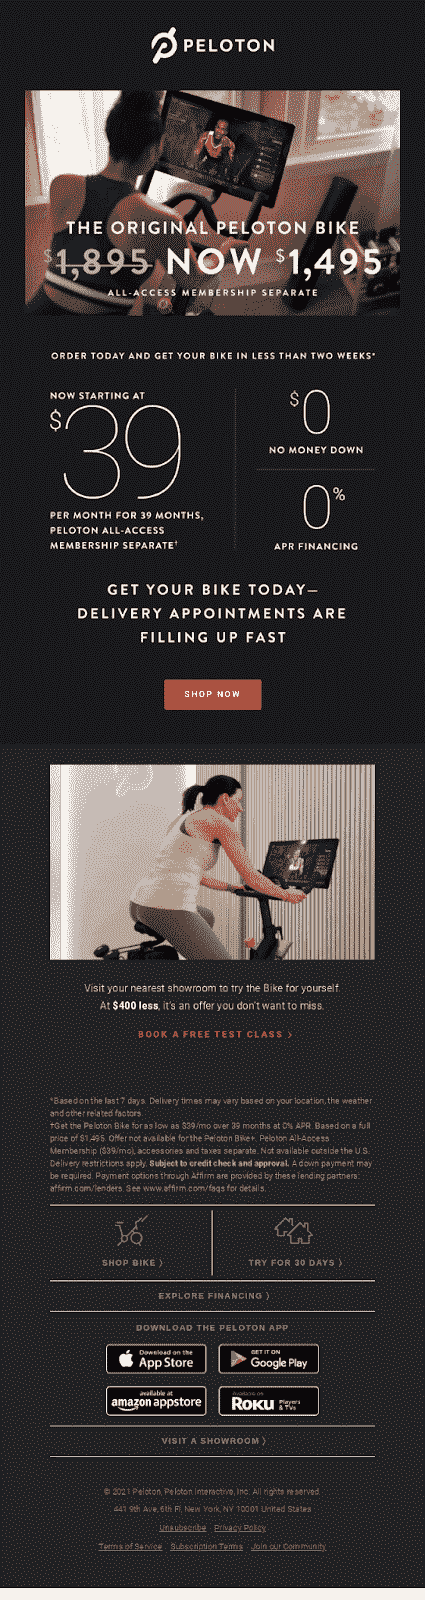 PELOTON
THE ORIGINAL PELOTON BIKE
$1,895 NOW $1,495
ALL-ACCESS MEMBERSHIP SEPARATE
ORDER TODAY AND GET YOUR BIKE IN LESS THAN TWO WEEKS*
NOW STARTING AT
$39
PER MONTH FOR 39 MONTHS,
PELOTON ALL-ACCESS
MEMBERSHIP SEPARATE†
$0
NO MONEY DOWN
0%
APR FINANCING
GET YOUR BIKE TODAY—
DELIVERY APPOINTMENTS ARE
FILLING UP FAST
SHOP NOW
Visit your nearest showroom to try the Bike for yourself.
At $400 less, it's an offer you don't want to miss.
BOOK A FREE TEST CLASS ›
*Based on the last 7 days. Delivery times may vary based on your location, the weather
and other related factors.
†Get the Peloton Bike for as low as $39/mo over 39 months at 0% APR. Based on a full
price of $1,495. Offer not available for the Peloton Bike+. Peloton All-Access
Membership ($39/mo), accessories and taxes separate. Not available outside the U.S.
Delivery restrictions apply. Subject to credit check and approval. A down payment may
be required. Payment options through Affirm are provided by these lending partners:
affirm.com/lenders. See www.affirm.com/faqs for details.
SHOP BIKE ›
TRY FOR 30 DAYS ›
EXPLORE FINANCING ›
DOWNLOAD THE PELOTON APP
Download on the
App Store
GET IT ON
Google Play
available at
amazon appstore
Available on
ROKU Players & TVs
VISIT A SHOWROOM ›
© 2021 Peloton, Peloton Interactive, Inc. All rights reserved.
441 9th Ave, 6th Fl, New York, NY 10001 United States
Unsubscribe Privacy Policy
Terms of Service Subscription Terms Join our Community